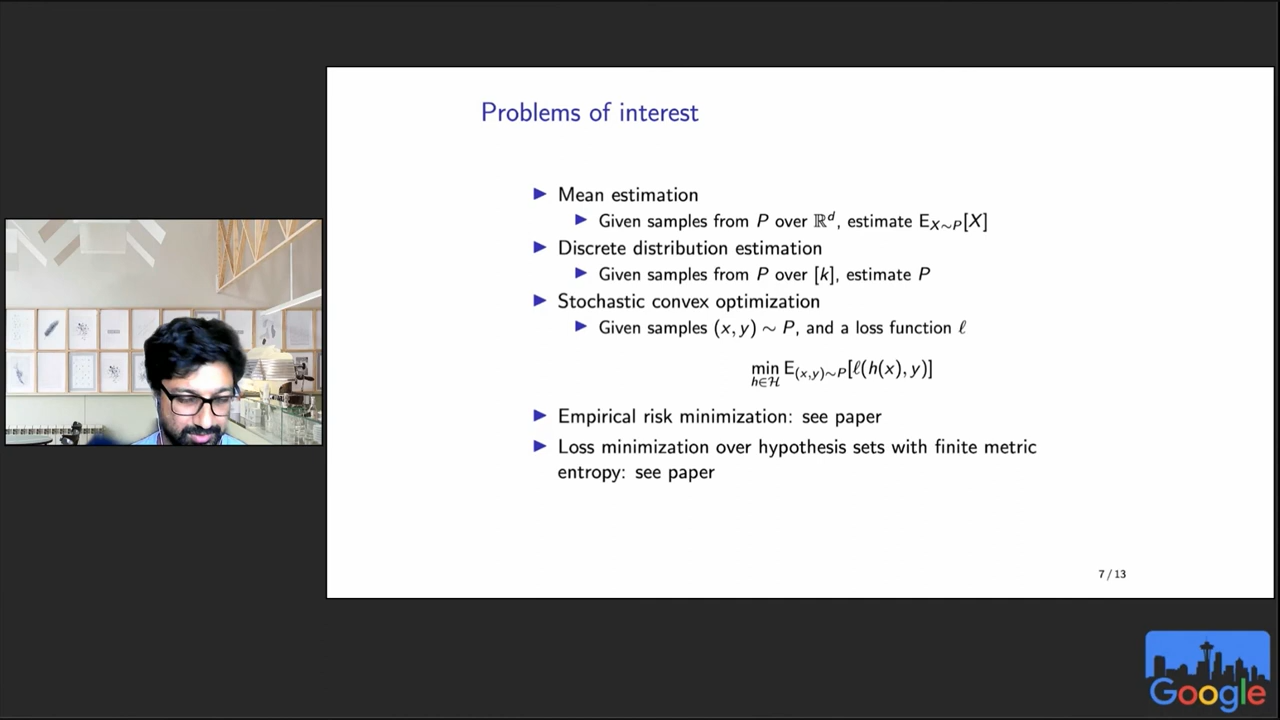 Problems of interest
▶ Mean estimation
▶ Given samples from P over ℝᵈ, estimate E_{X∼P}[X]
▶ Discrete distribution estimation
▶ Given samples from P over [k], estimate P
▶ Stochastic convex optimization
▶ Given samples (x, y) ∼ P, and a loss function ℓ
min_{h∈ℋ} E_{(x,y)∼P}[ℓ(h(x), y)]
▶ Empirical risk minimization: see paper
▶ Loss minimization over hypothesis sets with finite metric
entropy: see paper
7 / 13
Google